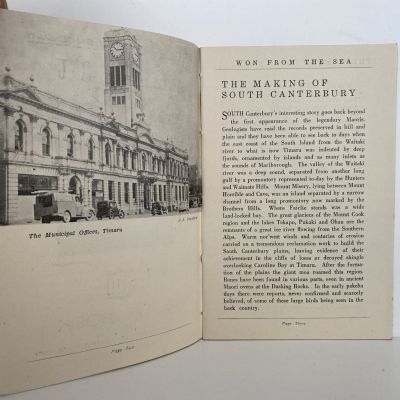 The Municipal Offices, Timaru
Page Two
WON FROM THE SEA
THE MAKING OF
SOUTH CANTERBURY
SOUTH Canterbury's interesting story goes back beyond
the first appearance of the legendary Maoris.
Geologists have read the records preserved in hill and
plain and they have been able to see back to days when
the east coast of the South Island from the Waitaki
river to what is now Timaru was indented by deep
fjords, ornamented by islands and as many inlets as
the sounds of Marlborough. The valley of the Waitaki
river was a deep sound, separated from another long
gulf by a promontory represented to-day by the Hunters
and Waimate Hills. Mount Misery, lying between Mount
Horrible and Cave, was an island separated by a narrow
channel from a long promontory now marked by the
Brothers Hills. Where Fairlie stands was a wide
land-locked bay. The great glaciers of the Mount Cook
region and the lakes Tekapo, Pukaki and Ohau are the
remnants of a great ice river flowing from the Southern
Alps. Warm nor'west winds and centuries of erosion
carried on a tremendous reclamation work to build the
South Canterbury plains, leaving evidence of their
achievement in the cliffs of loess or decayed shingle
overlooking Caroline Bay at Timaru. After the forma-
tion of the plains the giant moa roamed this region.
Bones have been found in various parts, even in ancient
Maori ovens at the Dashing Rocks. In the early pakeha
days there were reports, never confirmed and scarcely
believed, of some of these large birds being seen in the
back country.
Page Three